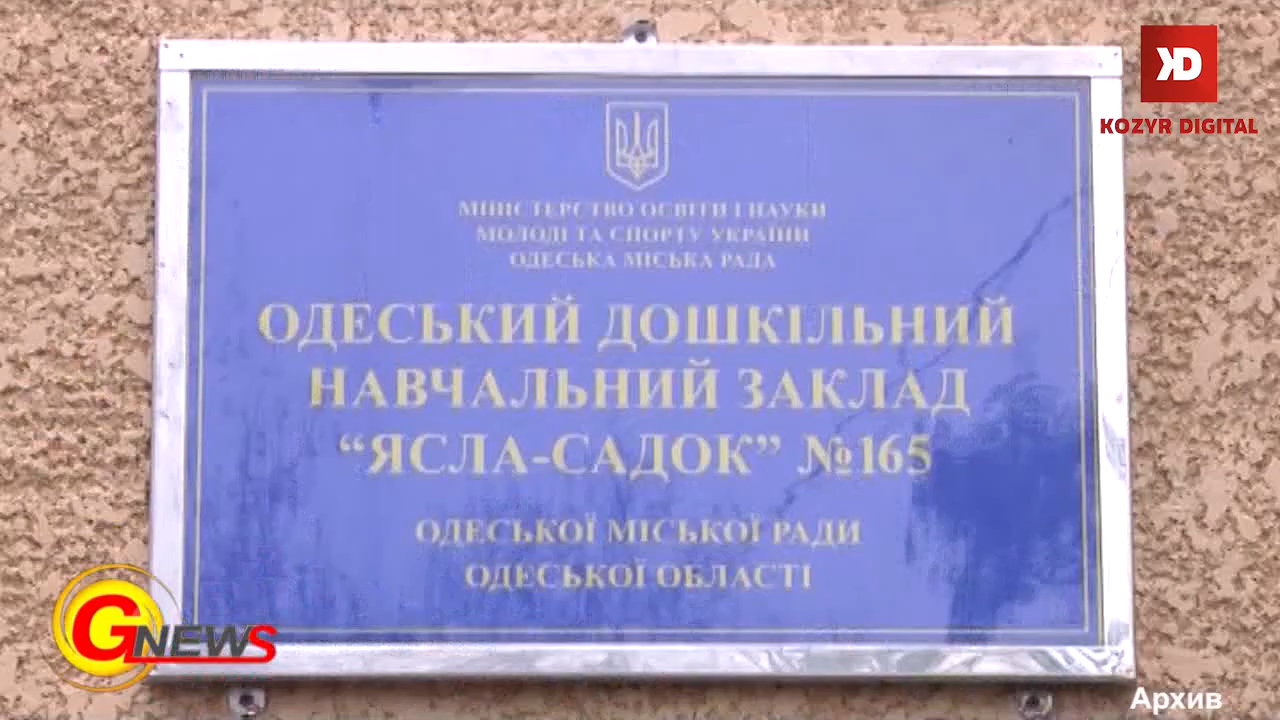 KD
KOZYR DIGITAL
МІНІСТЕРСТВО ОСВІТИ І НАУКИ
МОЛОДІ ТА СПОРТУ УКРАЇНИ
ОДЕСЬКА МІСЬКА РАДА
ОДЕСЬКИЙ ДОШКІЛЬНИЙ
НАВЧАЛЬНИЙ ЗАКЛАД
“ЯСЛА-САДОК” №165
ОДЕСЬКОЇ МІСЬКОЇ РАДИ
ОДЕСЬКОЇ ОБЛАСТІ
GNEWS
Архив